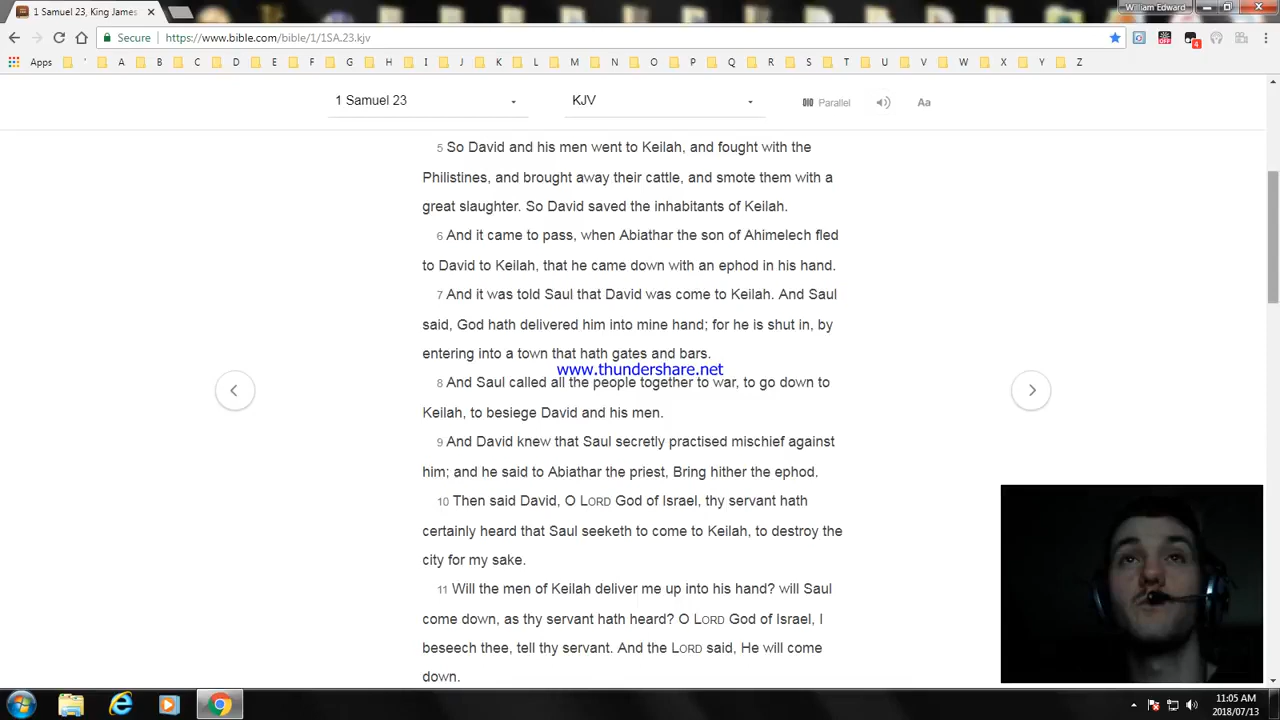 1 Samuel 23, King James
William Edward
Secure https://www.bible.com/bible/1/1SA.23.kjv
OFF
4
Apps ' A B C D E F G H I J K L M N O P Q R S T U V W X Y Z
1 Samuel 23 KJV Parallel Aa
5 So David and his men went to Keilah, and fought with the
Philistines, and brought away their cattle, and smote them with a
great slaughter. So David saved the inhabitants of Keilah.
6 And it came to pass, when Abiathar the son of Ahimelech fled
to David to Keilah, that he came down with an ephod in his hand.
7 And it was told Saul that David was come to Keilah. And Saul
said, God hath delivered him into mine hand; for he is shut in, by
entering into a town that hath gates and bars.
www.thundershare.net
8 And Saul called all the people together to war, to go down to
Keilah, to besiege David and his men.
9 And David knew that Saul secretly practised mischief against
him; and he said to Abiathar the priest, Bring hither the ephod.
10 Then said David, O LORD God of Israel, thy servant hath
certainly heard that Saul seeketh to come to Keilah, to destroy the
city for my sake.
11 Will the men of Keilah deliver me up into his hand? will Saul
come down, as thy servant hath heard? O LORD God of Israel, I
beseech thee, tell thy servant. And the LORD said, He will come
down.
11:05 AM
2018/07/13